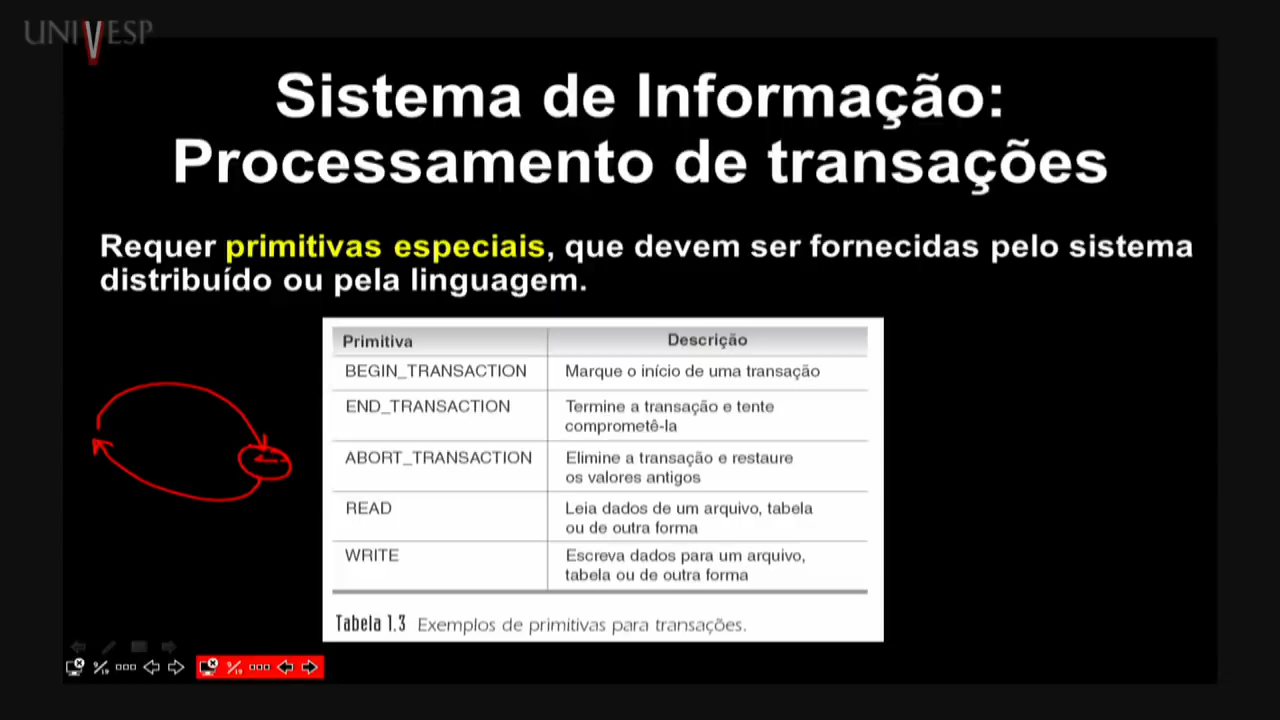 UNIVESP
Sistema de Informação:
Processamento de transações
Requer primitivas especiais, que devem ser fornecidas pelo sistema
distribuído ou pela linguagem.
Primitiva Descrição
BEGIN_TRANSACTION Marque o início de uma transação
END_TRANSACTION Termine a transação e tente
comprometê-la
ABORT_TRANSACTION Elimine a transação e restaure
os valores antigos
READ Leia dados de um arquivo, tabela
ou de outra forma
WRITE Escreva dados para um arquivo,
tabela ou de outra forma
Tabela 1.3 Exemplos de primitivas para transações.